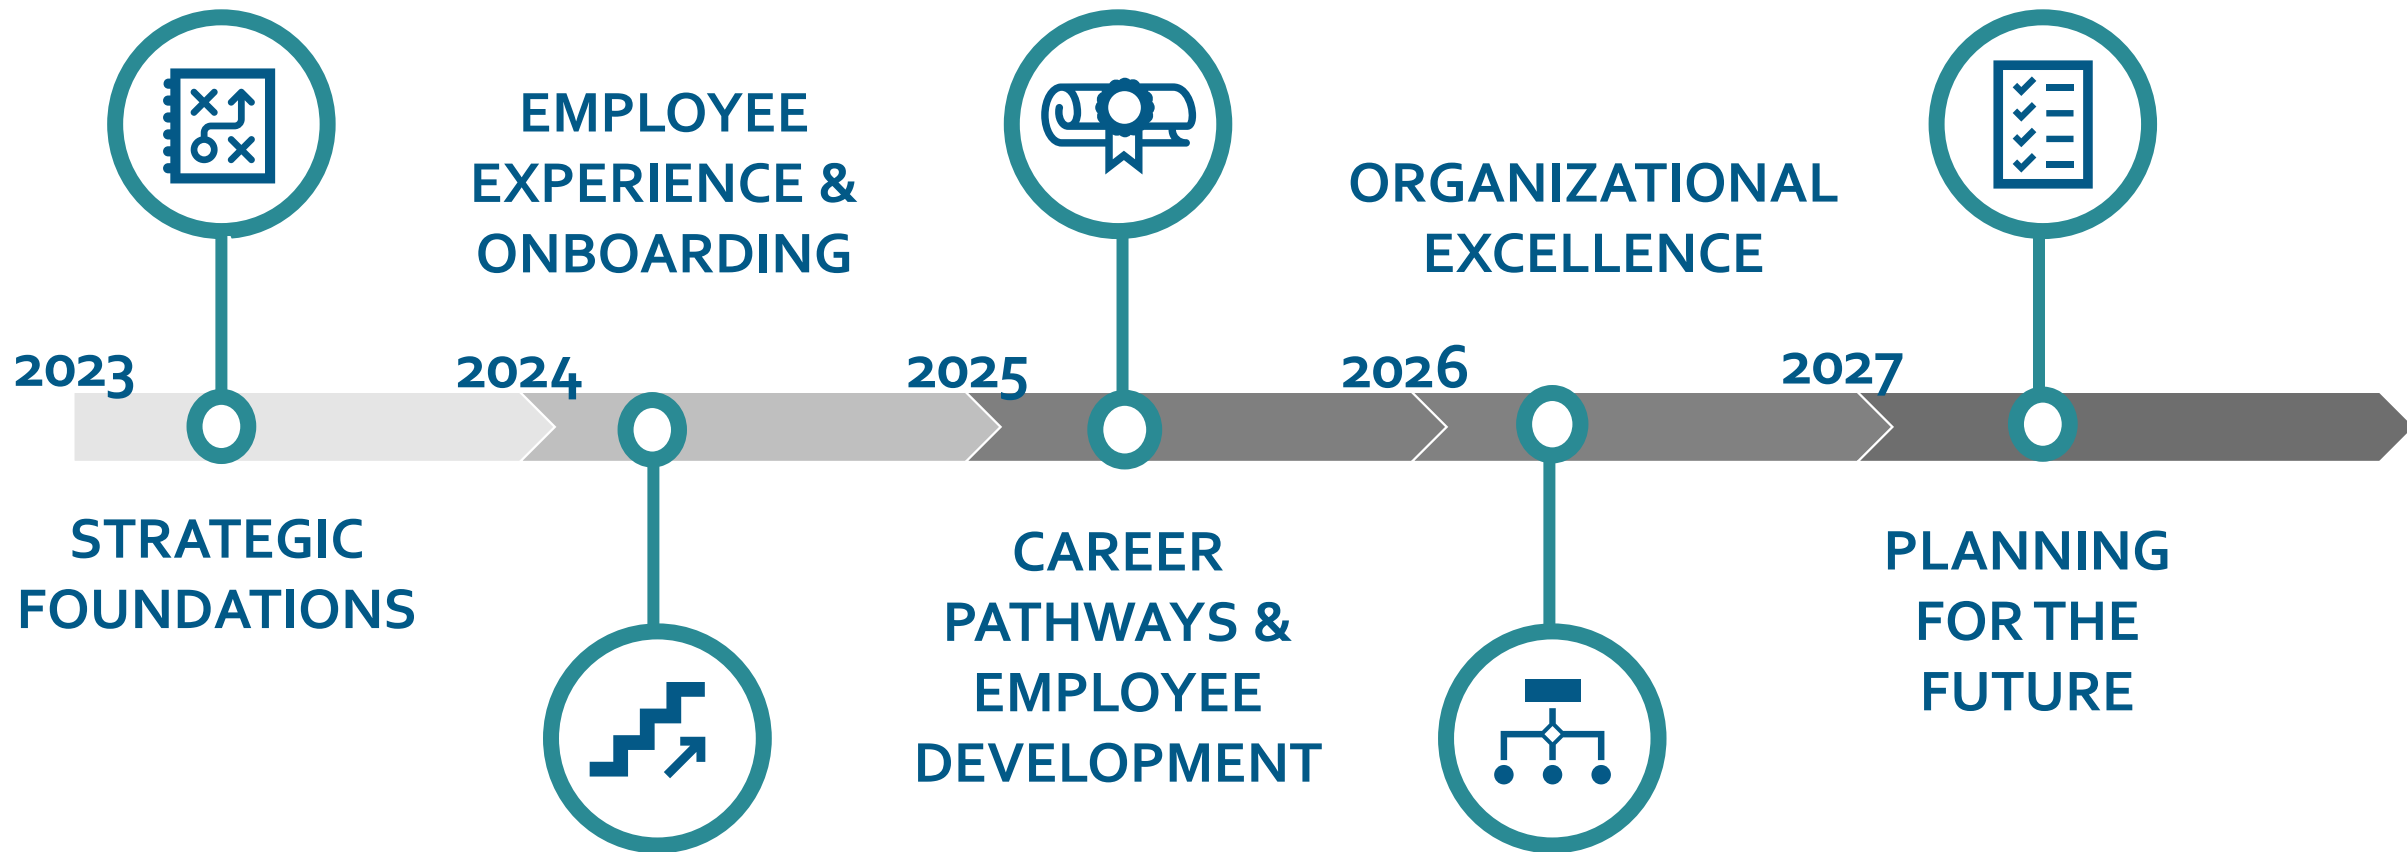 2023
STRATEGIC
FOUNDATIONS
2024
EMPLOYEE
EXPERIENCE &
ONBOARDING
2025
CAREER
PATHWAYS &
EMPLOYEE
DEVELOPMENT
2026
ORGANIZATIONAL
EXCELLENCE
2027
PLANNING
FOR THE
FUTURE